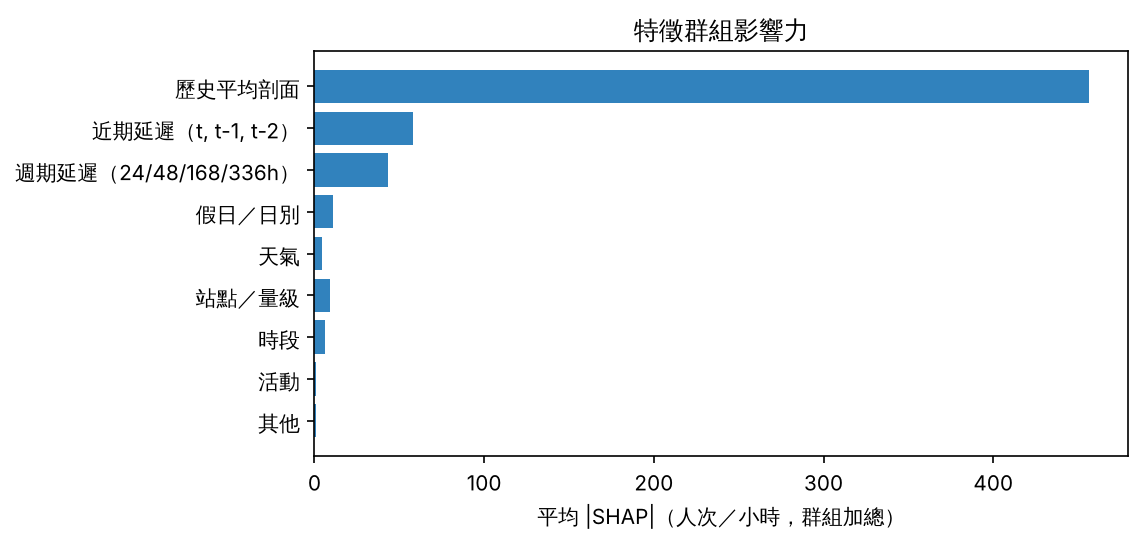 特徵群組影響力
歷史平均剖面
近期延遲（t, t-1, t-2）
週期延遲（24/48/168/336h）
假日／日別
天氣
站點／量級
時段
活動
其他
0 100 200 300 400
平均 |SHAP|（人次／小時，群組加總）